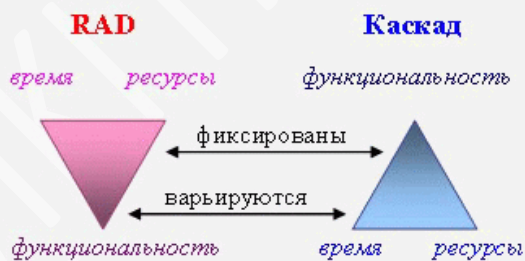 RAD Каскад
время ресурсы функциональность
фиксированы
варьируются
функциональность время ресурсы